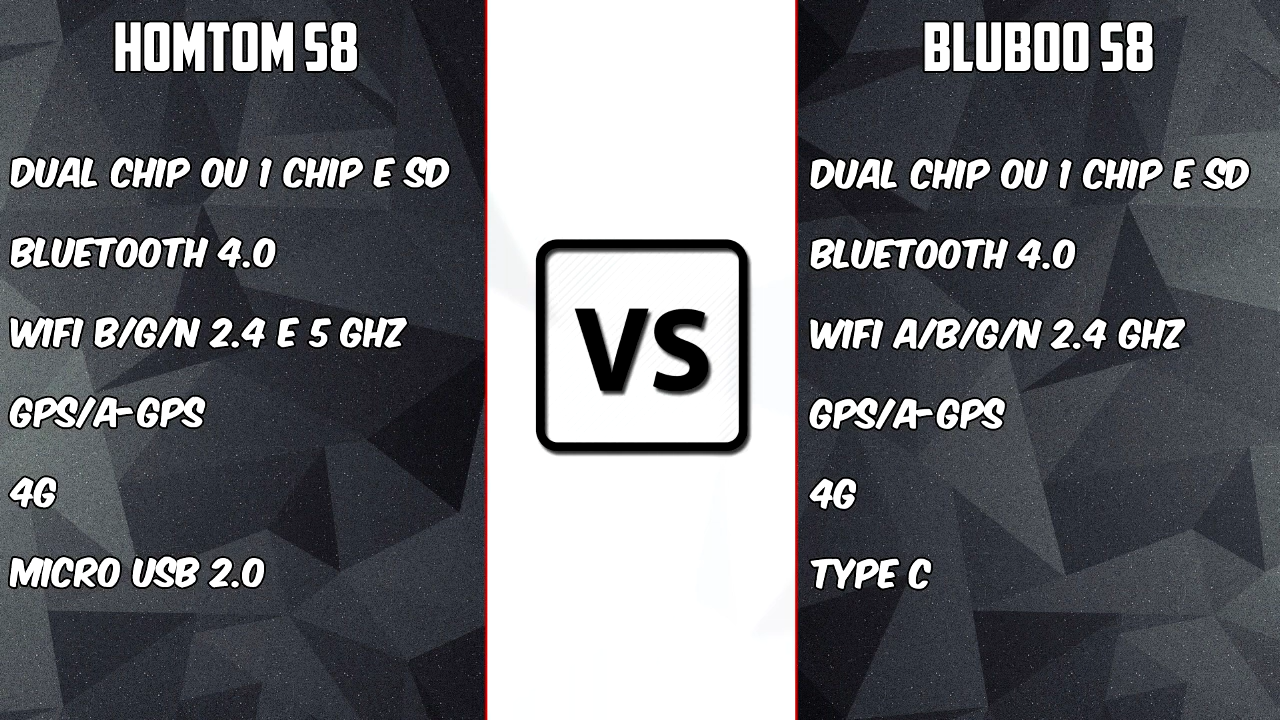 HOMTOM S8
DUAL CHIP OU 1 CHIP E SD
BLUETOOTH 4.0
WIFI B/G/N 2.4 E 5 GHZ
GPS/A-GPS
4G
MICRO USB 2.0
VS
BLUBOO S8
DUAL CHIP OU 1 CHIP E SD
BLUETOOTH 4.0
WIFI A/B/G/N 2.4 GHZ
GPS/A-GPS
4G
TYPE C